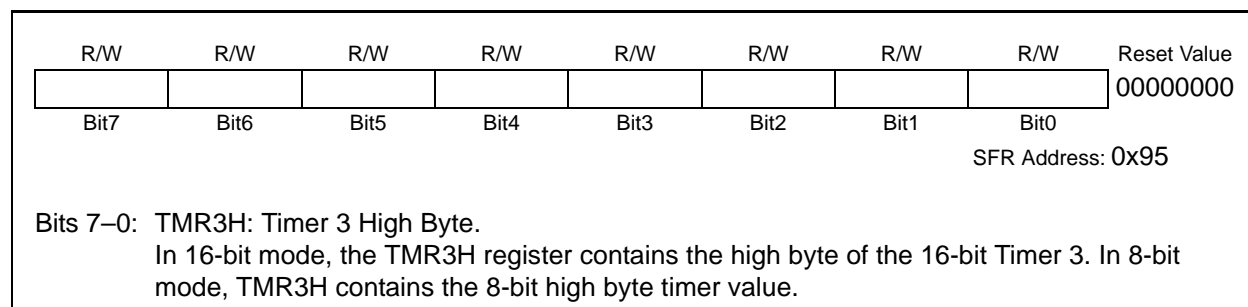 R/W R/W R/W R/W R/W R/W R/W R/W Reset Value
00000000
Bit7 Bit6 Bit5 Bit4 Bit3 Bit2 Bit1 Bit0
SFR Address: 0x95
Bits 7–0: TMR3H: Timer 3 High Byte.
In 16-bit mode, the TMR3H register contains the high byte of the 16-bit Timer 3. In 8-bit
mode, TMR3H contains the 8-bit high byte timer value.